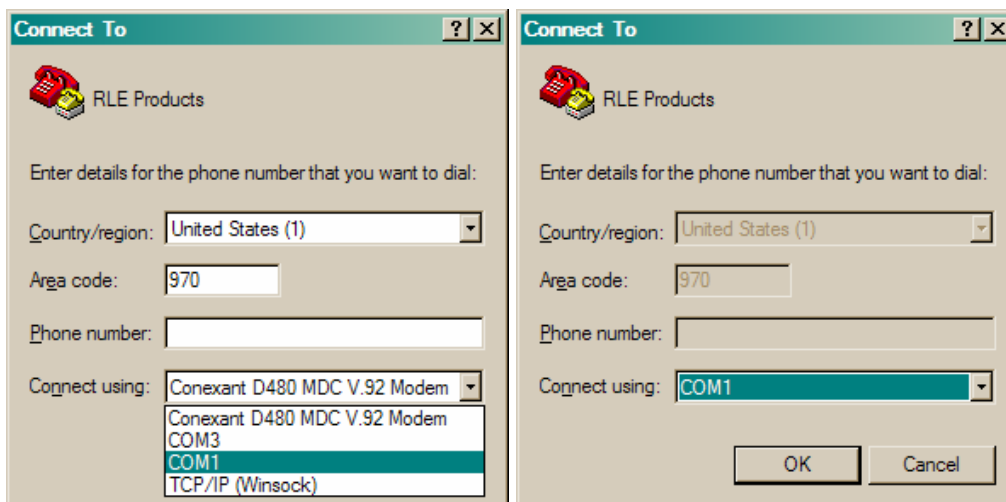 Connect To
RLE Products
Enter details for the phone number that you want to dial:
Country/region: United States (1)
Area code: 970
Phone number:
Connect using: Conexant D480 MDC V.92 Modem
Conexant D480 MDC V.92 Modem
COM3
COM1
TCP/IP (Winsock)
Connect To
RLE Products
Enter details for the phone number that you want to dial:
Country/region: United States (1)
Area code: 970
Phone number:
Connect using: COM1
OK Cancel